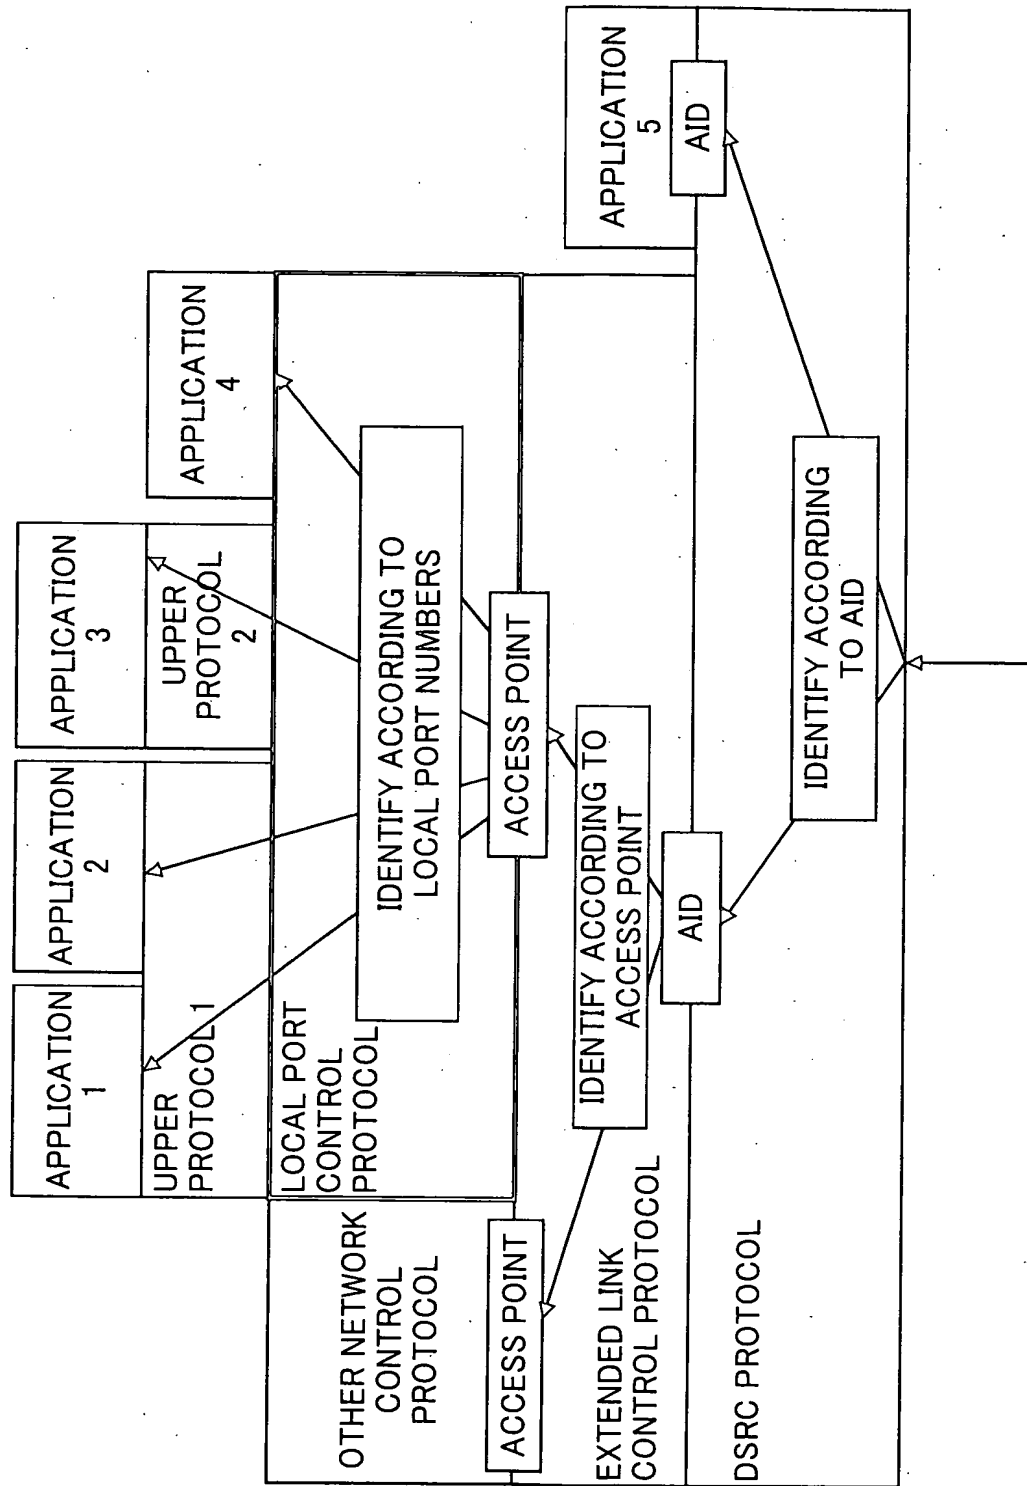 APPLICATION
1
APPLICATION
2
APPLICATION
3
UPPER
PROTOCOL 1
UPPER
PROTOCOL
2
APPLICATION
4
LOCAL PORT
CONTROL
PROTOCOL
IDENTIFY ACCORDING TO
LOCAL PORT NUMBERS
OTHER NETWORK
CONTROL
PROTOCOL
ACCESS POINT
ACCESS POINT
APPLICATION
5
EXTENDED LINK
CONTROL PROTOCOL
IDENTIFY ACCORDING TO
ACCESS POINT
AID
AID
DSRC PROTOCOL
IDENTIFY ACCORDING
TO AID